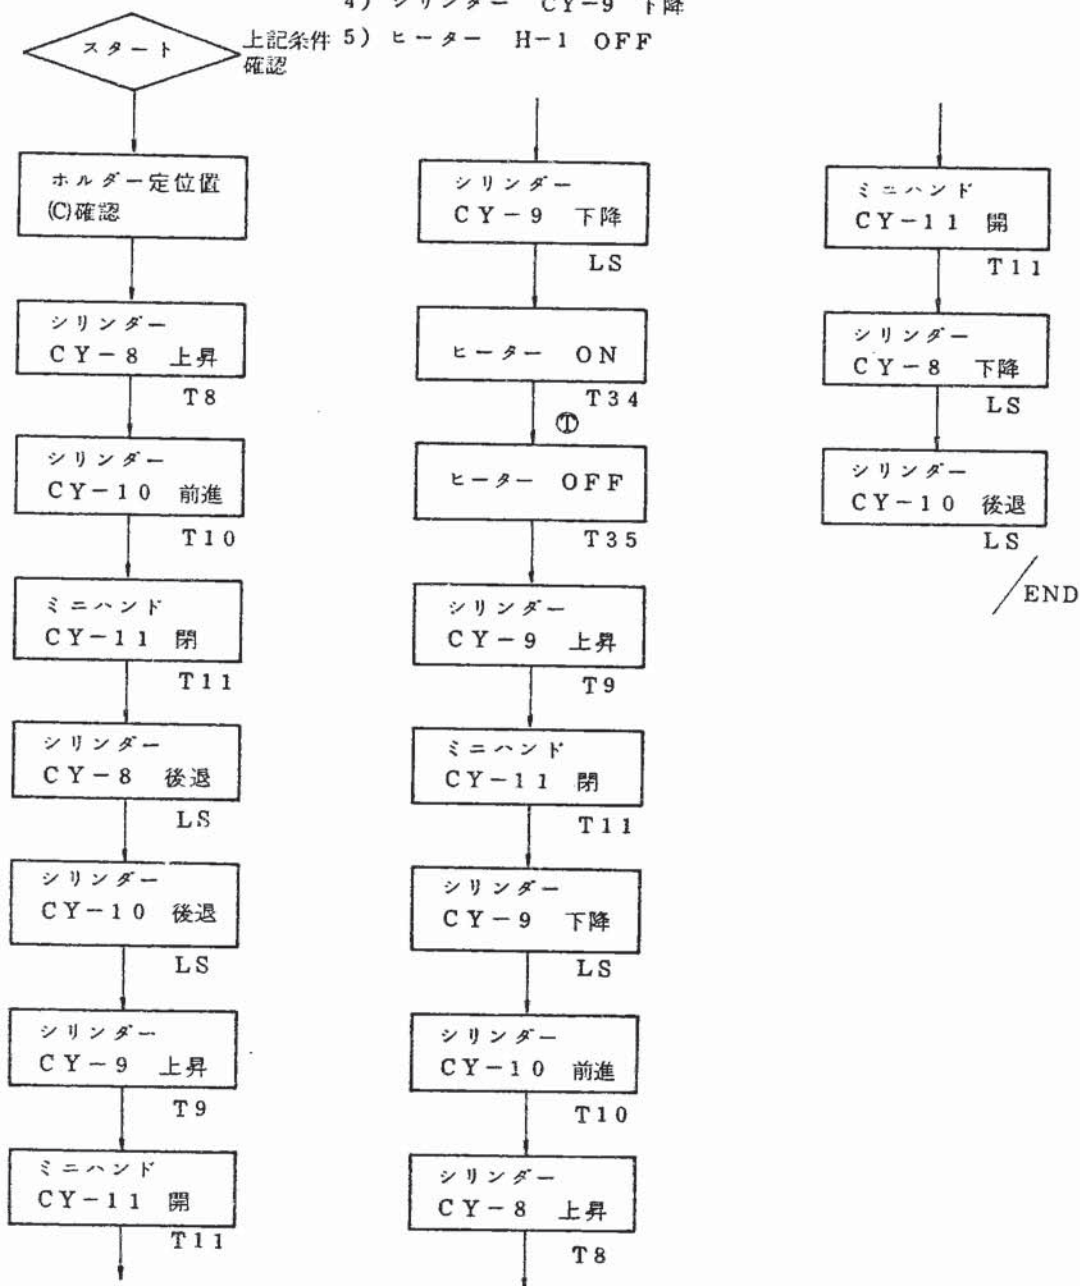 4) シリンダー CY-9 下降
5) ヒーター H-1 OFF
スタート
上記条件
確認
ホルダー定位置
(C)確認
シリンダー
CY-8 上昇
T8
シリンダー
CY-10 前進
T10
ミニハンド
CY-11 閉
T11
シリンダー
CY-8 後退
LS
シリンダー
CY-10 後退
LS
シリンダー
CY-9 上昇
T9
ミニハンド
CY-11 開
T11
シリンダー
CY-9 下降
LS
ヒーター ON
T34
Ⓣ
ヒーター OFF
T35
シリンダー
CY-9 上昇
T9
ミニハンド
CY-11 閉
T11
シリンダー
CY-9 下降
LS
シリンダー
CY-10 前進
T10
シリンダー
CY-8 上昇
T8
ミニハンド
CY-11 開
T11
シリンダー
CY-8 下降
LS
シリンダー
CY-10 後退
LS
END